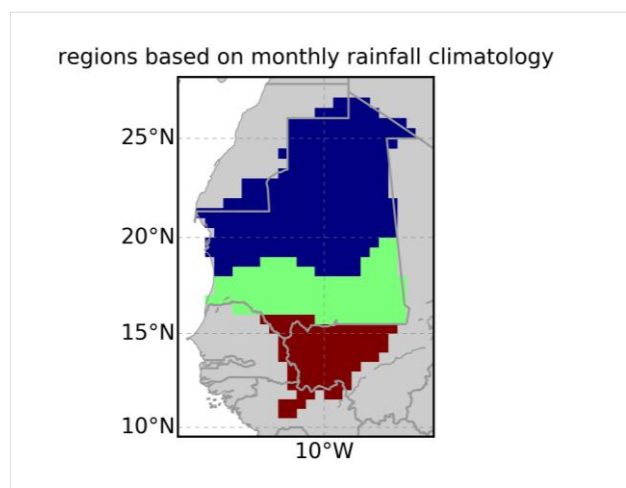 regions based on monthly rainfall climatology
25°N
20°N
15°N
10°N
10°W